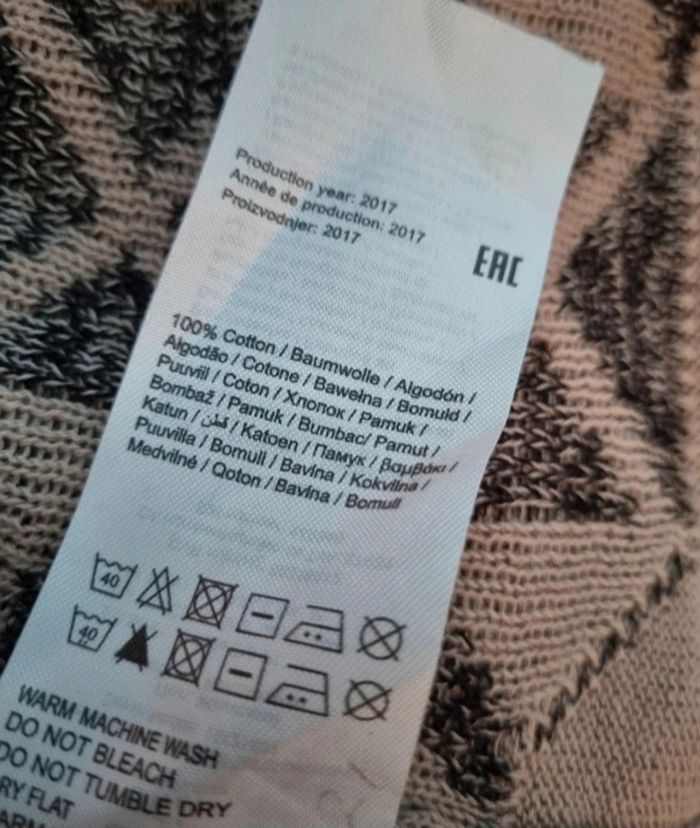 Production year: 2017
Année de production: 2017
Proizvodnjer: 2017
EAC
100% Cotton / Baumwolle / Algodón /
Algodão / Cotone / Bawełna / Bomuld /
Puuviil / Coton / Хлопок / Pamuk /
Bombaž / Pamuk / Bumbac/ Pamut /
Katun / قطن / Katoen / Памук / βαμβάκι /
Puuvilla / Bomull / Bavlna / Kokvilna /
Medvilnė / Qoton / Bavlna / Bomull
40
40
WARM MACHINE WASH
DO NOT BLEACH
DO NOT TUMBLE DRY
RY FLAT